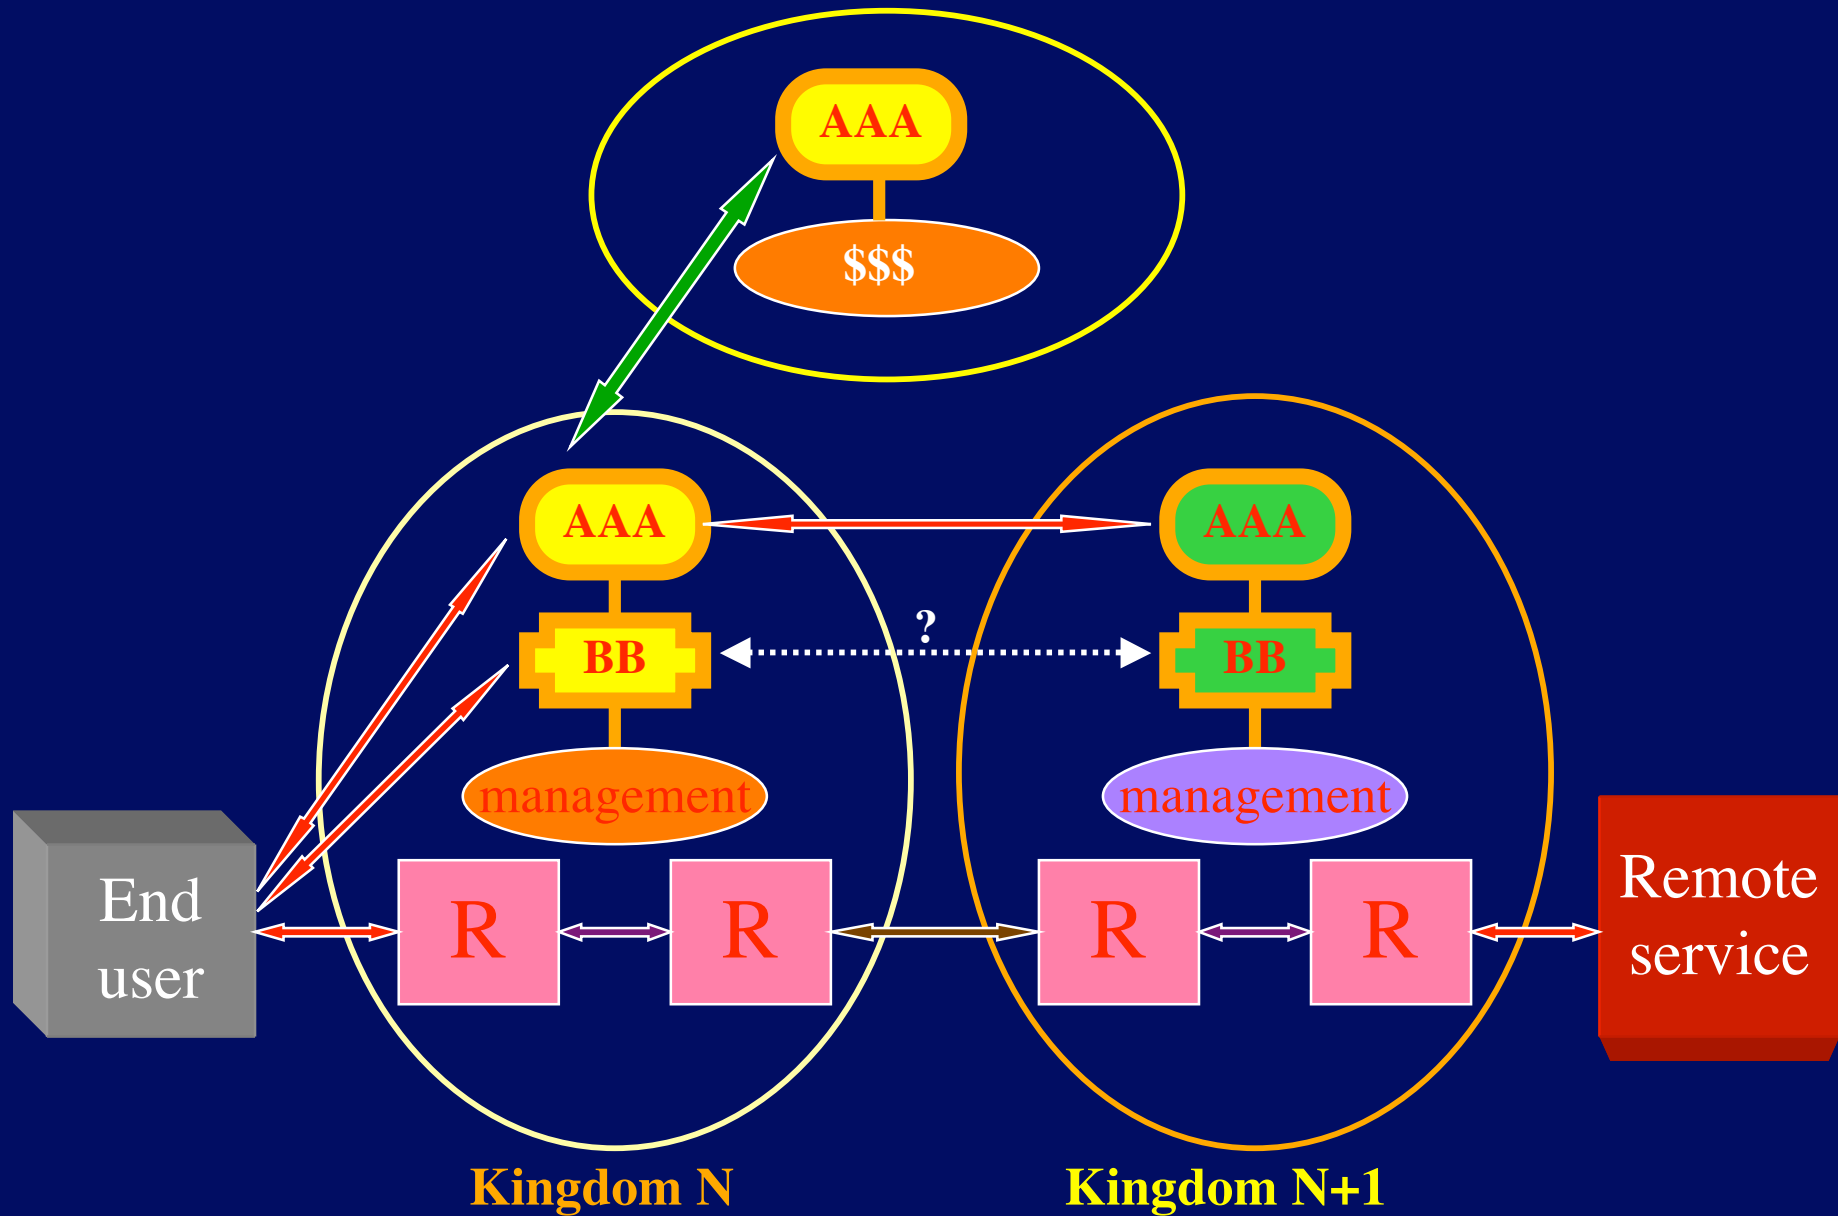 AAA
$$$
AAA
AAA
?
BB
BB
management
management
End
user
R
R
R
R
Remote
service
Kingdom N
Kingdom N+1